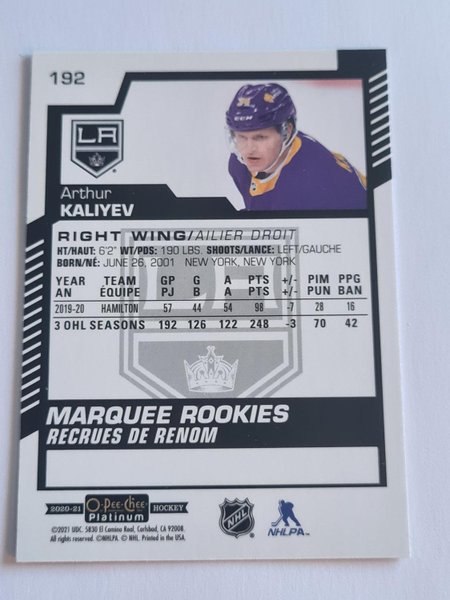 192
LA
Arthur
KALIYEV
RIGHT WING/AILIER DROIT
HT/HAUT: 6'2" WT/PDS: 190 LBS. SHOOTS/LANCE: LEFT/GAUCHE
BORN/NÉ: JUNE 26, 2001 NEW YORK, NEW YORK
YEAR TEAM GP G A PTS +/- PIM PPG
AN ÉQUIPE PJ B A PTS +/- PUN BAN
2019-20 HAMILTON 57 44 54 98 -7 28 16
3 OHL SEASONS 192 126 122 248 -3 70 42
MARQUEE ROOKIES
RECRUES DE RENOM
2020-21 O-Pee-Chee Platinum HOCKEY
NHL
NHLPA
©2021 UDC. 5830 El Camino Real, Carlsbad, CA 92008.
All rights reserved. ©NHLPA. © NHL. Printed in the USA.